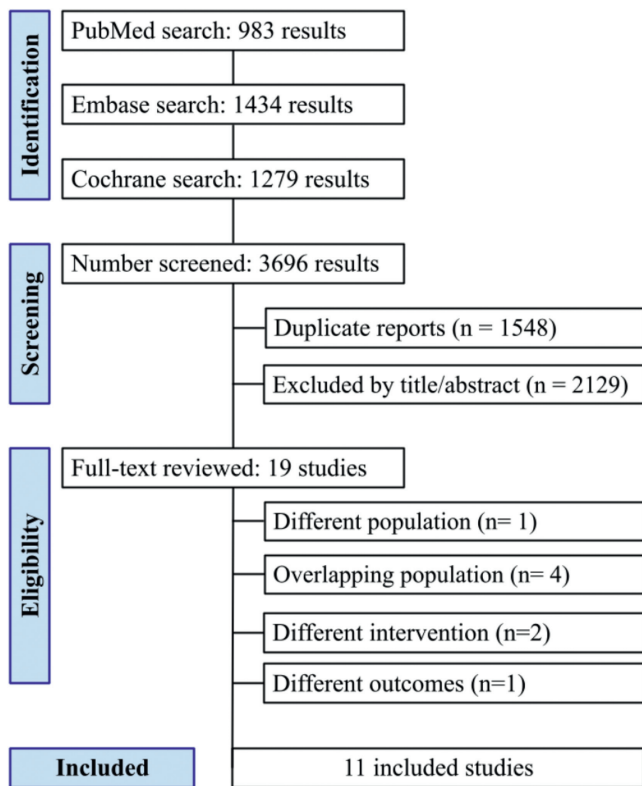 Identification
PubMed search: 983 results
Embase search: 1434 results
Cochrane search: 1279 results
Screening
Number screened: 3696 results
Duplicate reports (n = 1548)
Excluded by title/abstract (n = 2129)
Eligibility
Full-text reviewed: 19 studies
Different population (n= 1)
Overlapping population (n= 4)
Different intervention (n=2)
Different outcomes (n=1)
Included
11 included studies